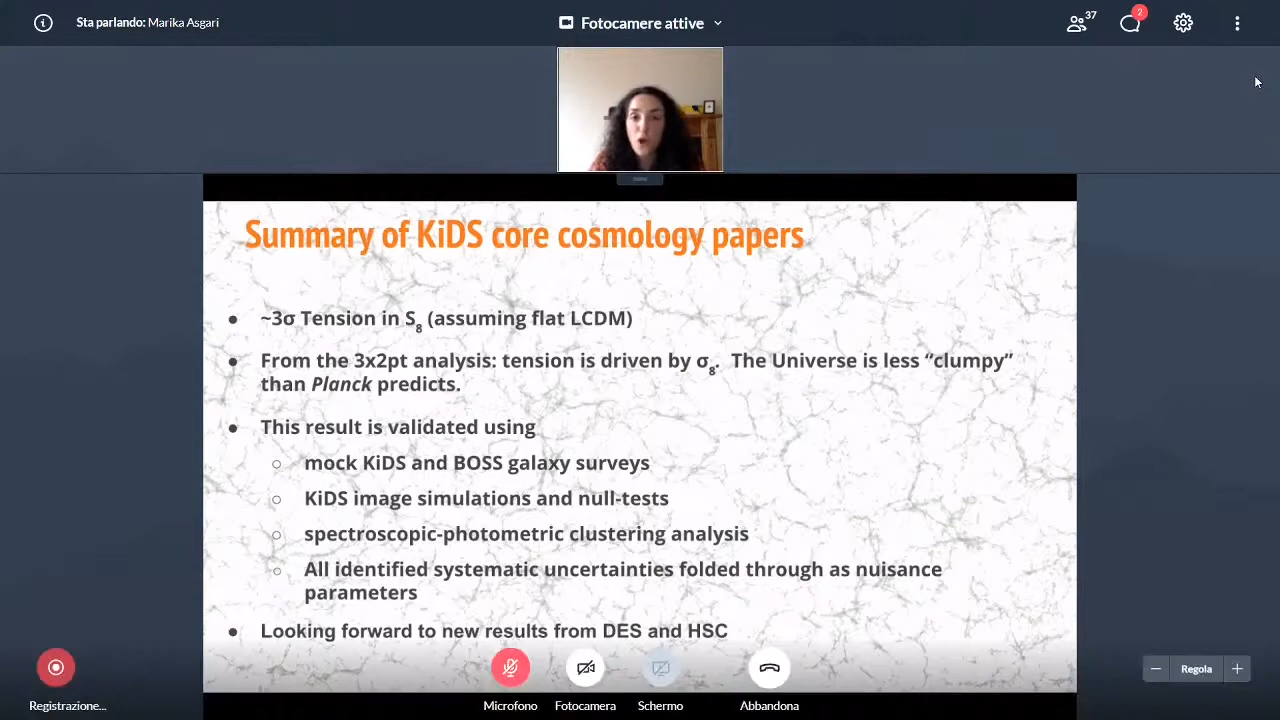 Sta parlando: Marika Asgari
Fotocamere attive
37
2
Summary of KiDS core cosmology papers
● ~3σ Tension in S8 (assuming flat LCDM)
● From the 3x2pt analysis: tension is driven by σ8. The Universe is less “clumpy”
than Planck predicts.
● This result is validated using
○ mock KiDS and BOSS galaxy surveys
○ KiDS image simulations and null-tests
○ spectroscopic-photometric clustering analysis
○ All identified systematic uncertainties folded through as nuisance
parameters
● Looking forward to new results from DES and HSC
Registrazione...
Microfono
Fotocamera
Schermo
Abbandona
Regola